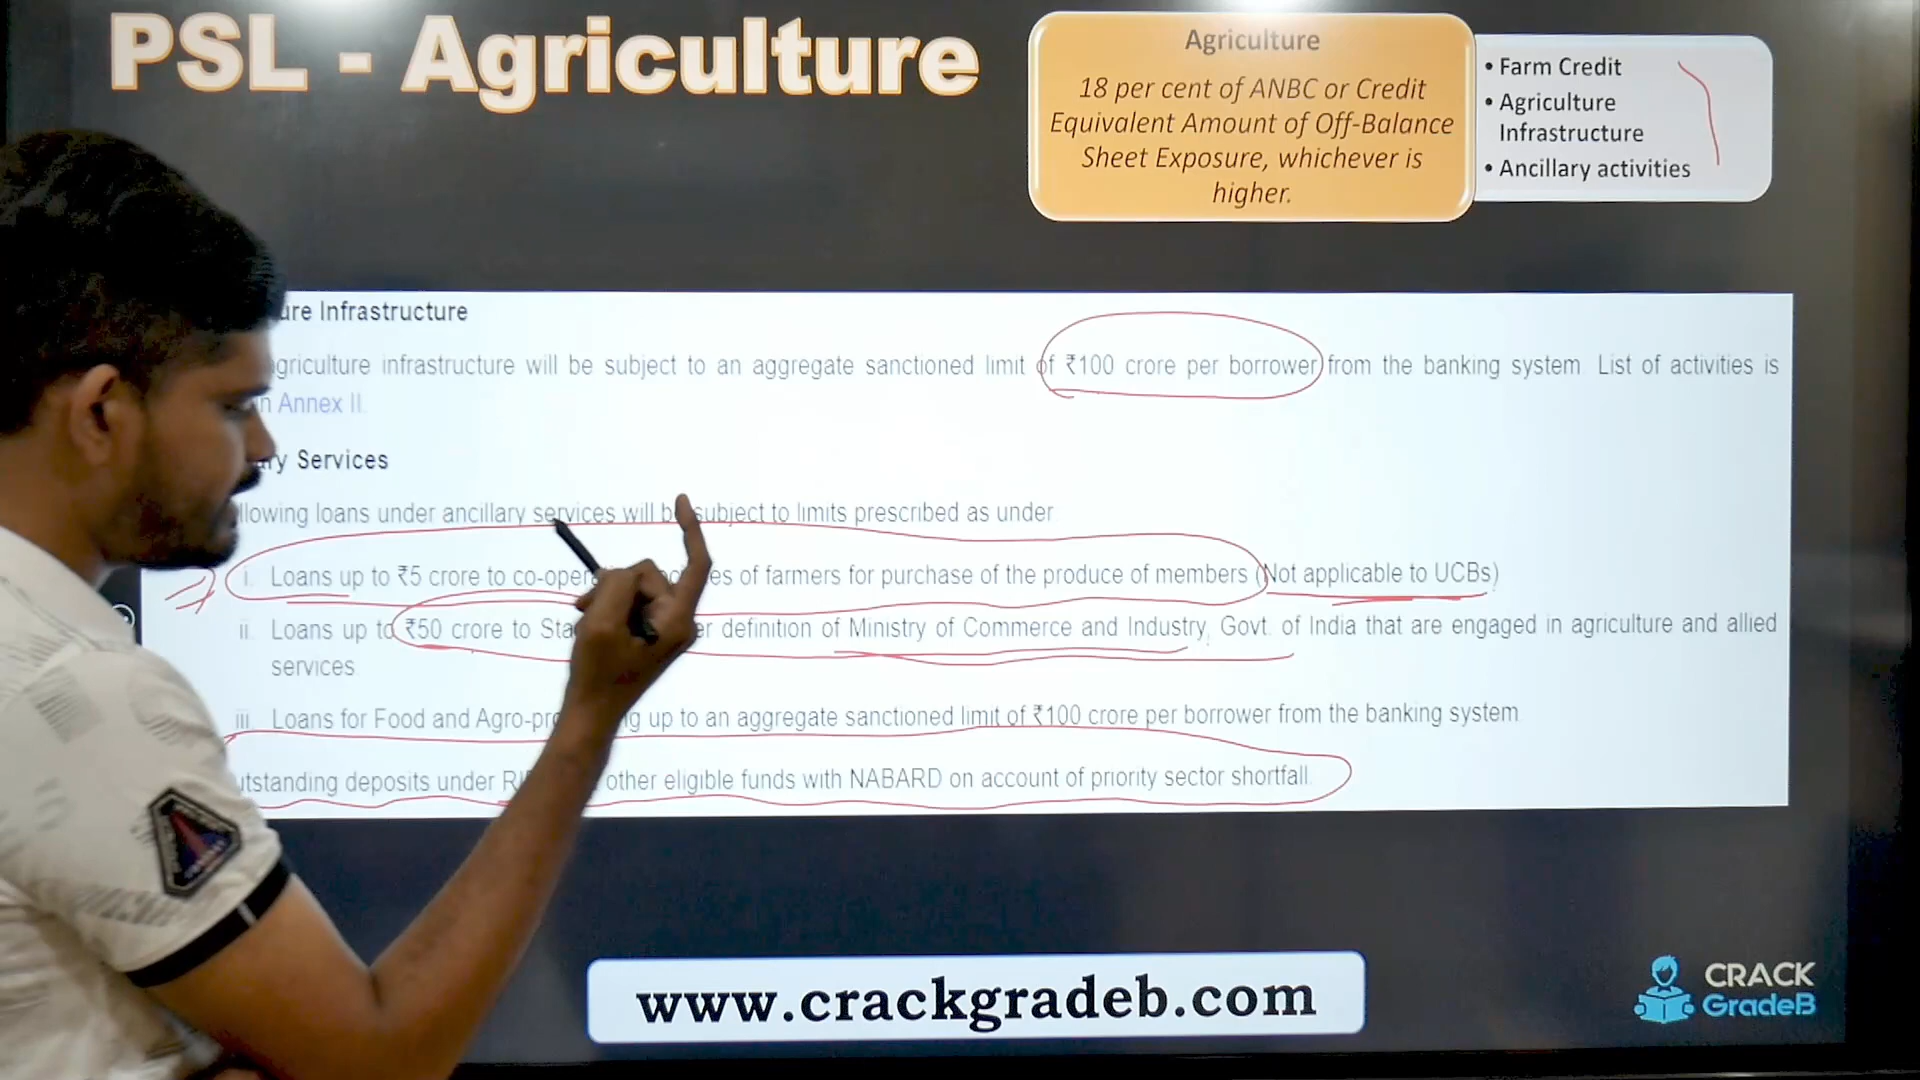 PSL - Agriculture
Agriculture
18 per cent of ANBC or Credit
Equivalent Amount of Off-Balance
Sheet Exposure, whichever is
higher.
• Farm Credit
• Agriculture
Infrastructure
• Ancillary activities
ure Infrastructure
griculture infrastructure will be subject to an aggregate sanctioned limit of ₹100 crore per borrower from the banking system. List of activities is
in Annex II.
ry Services
llowing loans under ancillary services will be subject to limits prescribed as under
i. Loans up to ₹5 crore to co-oper es of farmers for purchase of the produce of members (Not applicable to UCBs)
ii. Loans up to ₹50 crore to Sta er definition of Ministry of Commerce and Industry, Govt. of India that are engaged in agriculture and allied
services.
iii. Loans for Food and Agro-pro g up to an aggregate sanctioned limit of ₹100 crore per borrower from the banking system.
utstanding deposits under RI other eligible funds with NABARD on account of priority sector shortfall.
www.crackgradeb.com
CRACK
GradeB